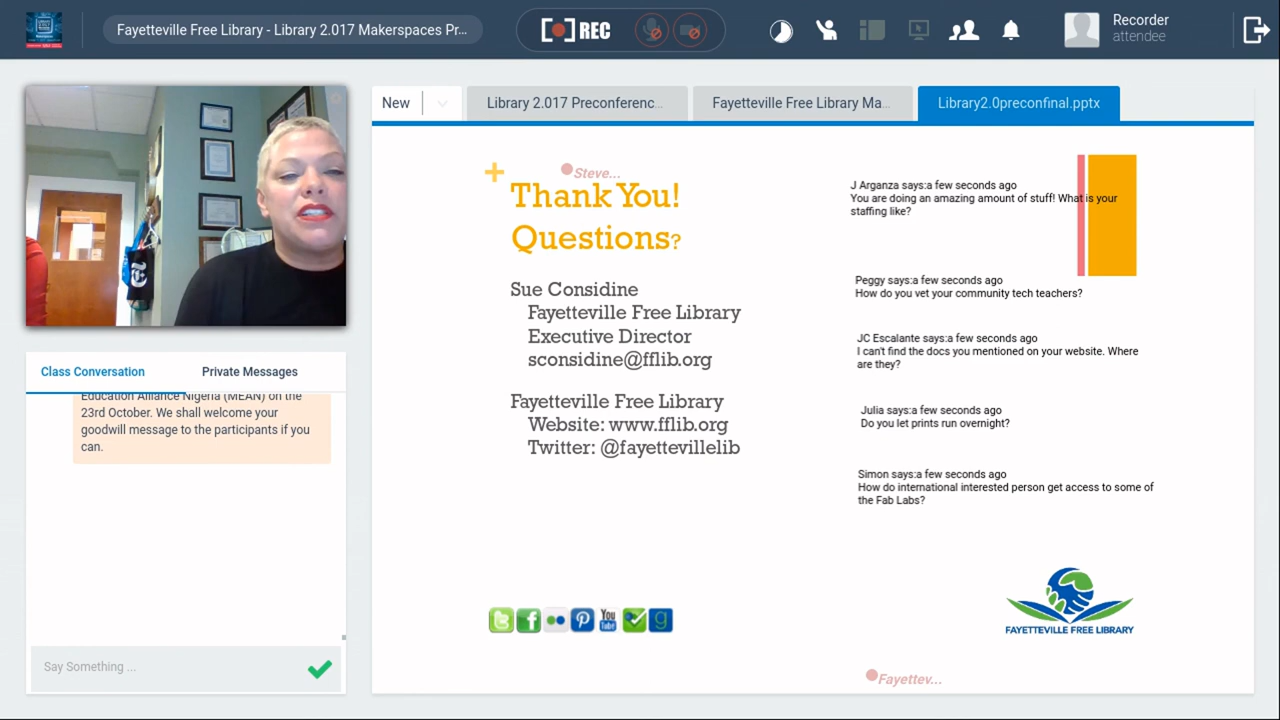 Fayetteville Free Library - Library 2.017 Makerspaces Pr...
REC
Recorder
attendee
New
Library 2.017 Preconferenc...
Fayetteville Free Library Ma...
Library2.0preconfinal.pptx
Steve...
Thank You!
Questions?
Sue Considine
Fayetteville Free Library
Executive Director
sconsidine@fflib.org
Fayetteville Free Library
Website: www.fflib.org
Twitter: @fayettevillelib
J Arganza says:a few seconds ago
You are doing an amazing amount of stuff! What is your
staffing like?
Peggy says:a few seconds ago
How do you vet your community tech teachers?
JC Escalante says:a few seconds ago
I can't find the docs you mentioned on your website. Where
are they?
Julia says:a few seconds ago
Do you let prints run overnight?
Simon says:a few seconds ago
How do international interested person get access to some of
the Fab Labs?
You
Tube
FAYETTEVILLE FREE LIBRARY
Fayettev...
Class Conversation
Private Messages
Education Alliance Nigeria (MEAN) on the
23rd October. We shall welcome your
goodwill message to the participants if you
can.
Say Something ...